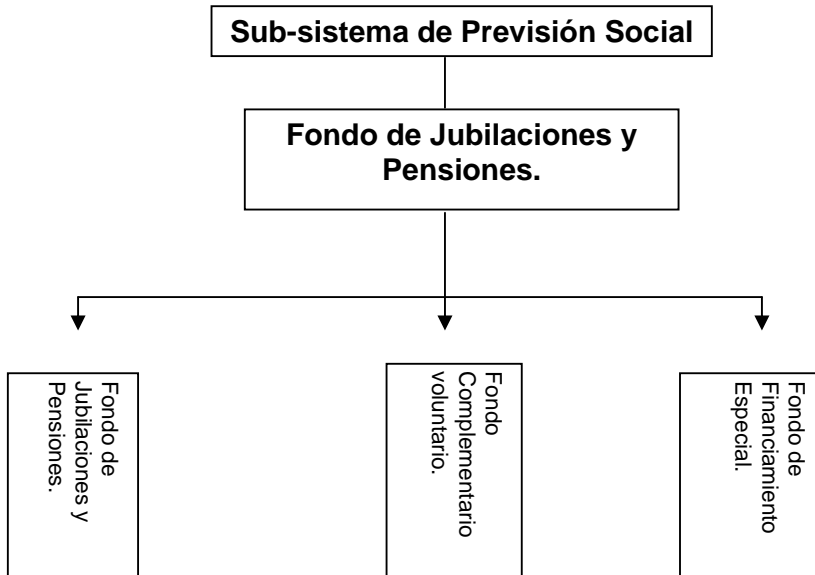 Sub-sistema de Previsión Social
Fondo de Jubilaciones y
Pensiones.
Fondo de
Jubilaciones y
Pensiones.
Fondo
Complementario
voluntario.
Fondo de
Financiamiento
Especial.